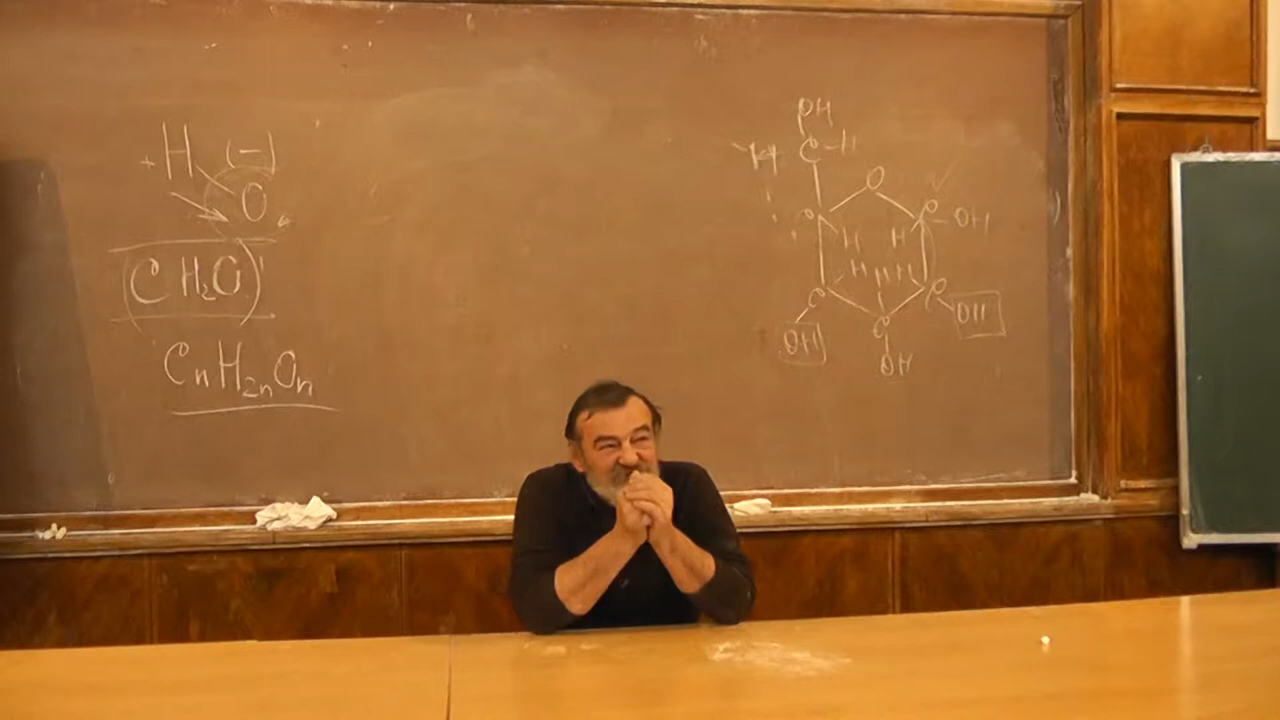 + H (-)
O
(CH₂O)
CₙH₂ₙOₙ
OH
C-H
O
C C-OH
H H
H H H
C C
OH C OH
OH